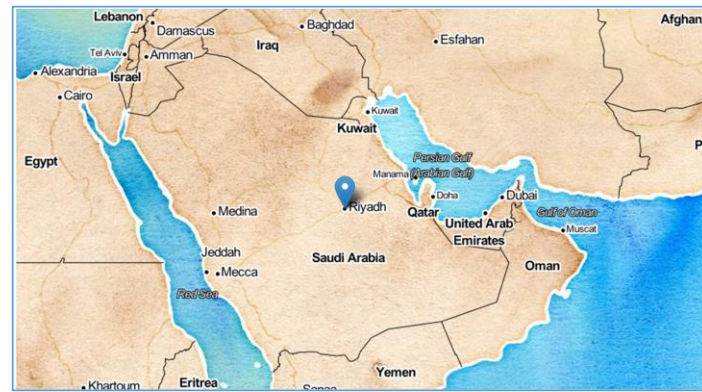 Lebanon
Damascus
Baghdad
Afghan
Tel Aviv
Iraq
Esfahan
Amman
Alexandria
Israel
Cairo
Kuwait
Kuwait
Persian Gulf
(Arabian Gulf)
Egypt
P
Manama
Doha
Dubai
Medina
Riyadh
Qatar
Gulf of Oman
United Arab
Emirates
Muscat
Jeddah
Saudi Arabia
Oman
Mecca
Red Sea
Yemen
Khartoum
Eritrea